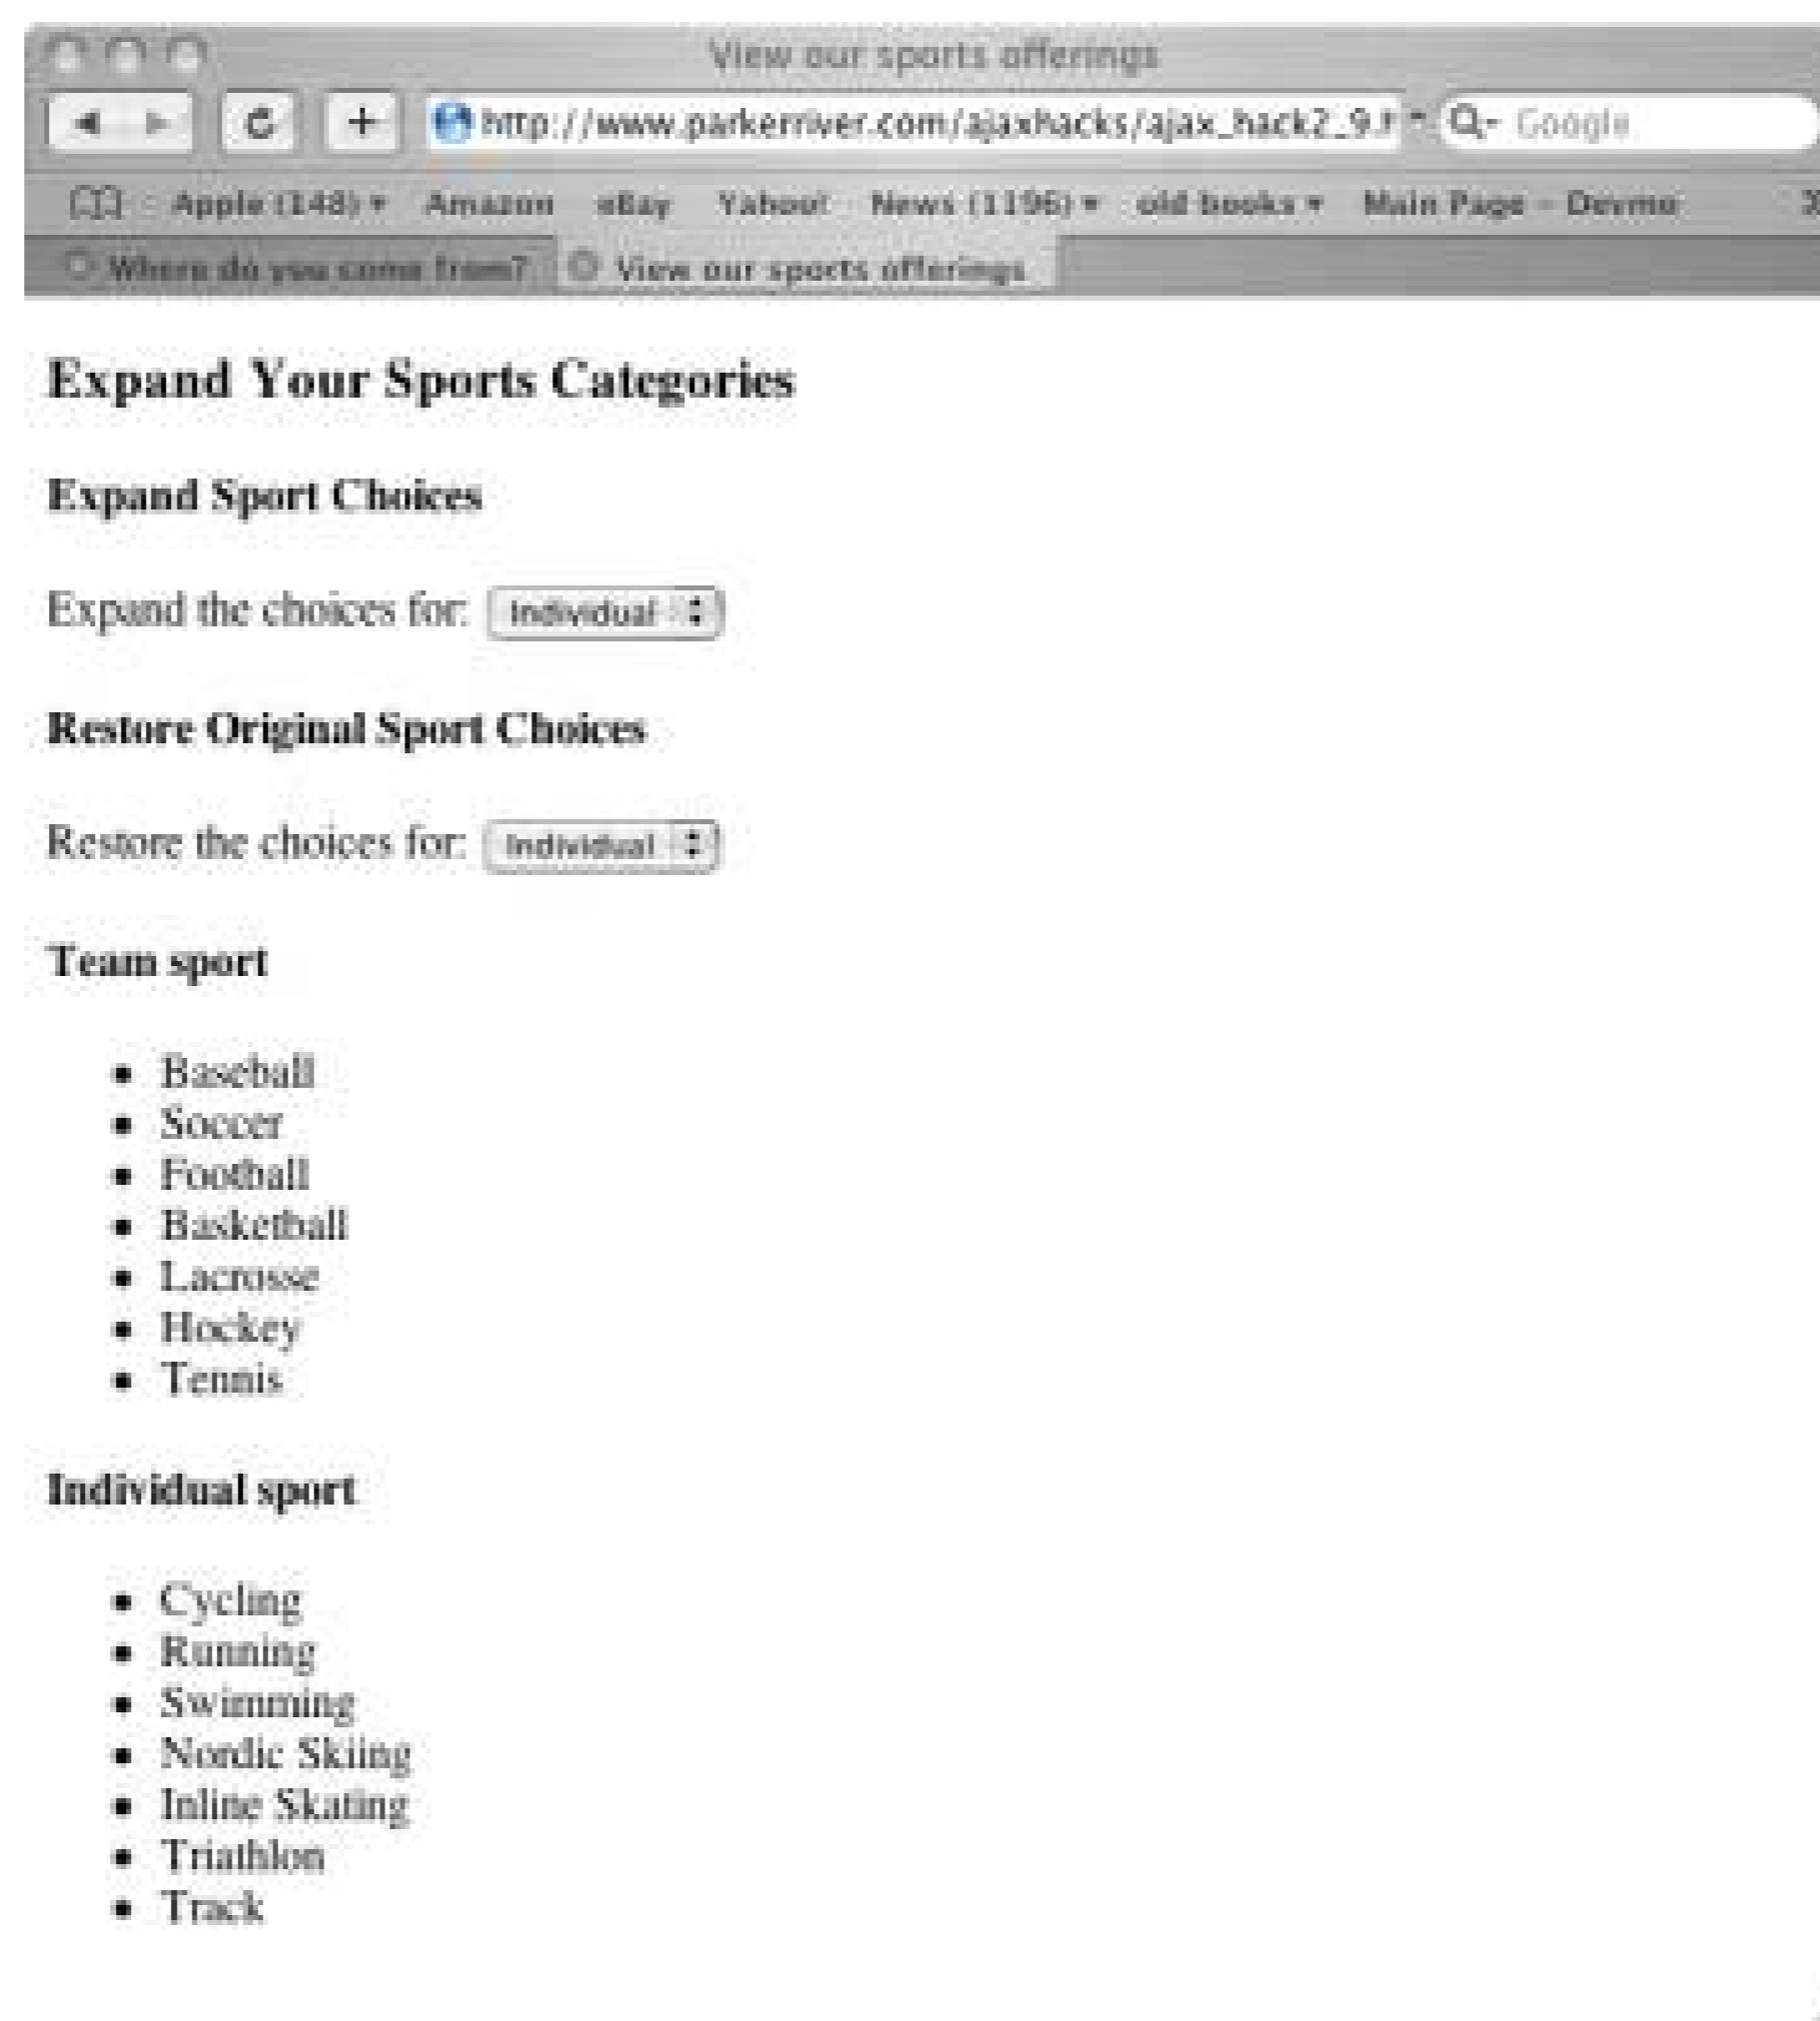 View our sports offerings
http://www.parkerriver.com/ajaxhacks/ajax_hack2_9.h Google
Apple (148) Amazon eBay Yahoo! News (1196) old books Main Page - Devmo
Where do you come from? View our sports offerings
Expand Your Sports Categories
Expand Sport Choices
Expand the choices for: Individual
Restore Original Sport Choices
Restore the choices for: Individual
Team sport
• Baseball
• Soccer
• Football
• Basketball
• Lacrosse
• Hockey
• Tennis
Individual sport
• Cycling
• Running
• Swimming
• Nordic Skiing
• Inline Skating
• Triathlon
• Track